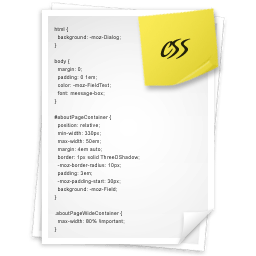 html {
background: -moz-Dialog;
}
body {
margin: 0;
padding: 0 1em;
color: -moz-FieldText;
font: message-box;
}
#aboutPageContainer {
position: relative;
min-width: 330px;
max-width: 50em;
margin: 4em auto;
border: 1px solid ThreeDShadow;
-moz-border-radius: 10px;
padding: 3em;
-moz-padding-start: 30px;
background: -moz-Field;
}
.aboutPageWideContainer {
max-width: 80% !important;
}
CSS